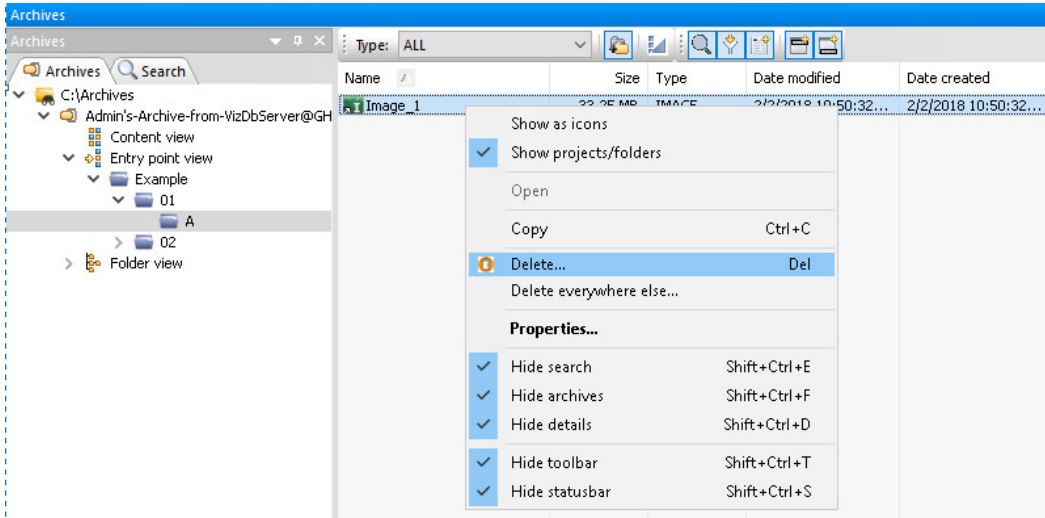 Archives
Archives
Archives Search
C:\Archives
Admin's-Archive-from-VizDbServer@GH
Content view
Entry point view
Example
01
A
02
Folder view
Type: ALL
Name Size Type Date modified Date created
Image_1 33.25 MB IMAGE 2/2/2018 10:50:32... 2/2/2018 10:50:32...
Show as icons
Show projects/folders
Open
Copy Ctrl+C
Delete... Del
Delete everywhere else...
Properties...
Hide search Shift+Ctrl+E
Hide archives Shift+Ctrl+F
Hide details Shift+Ctrl+D
Hide toolbar Shift+Ctrl+T
Hide statusbar Shift+Ctrl+S